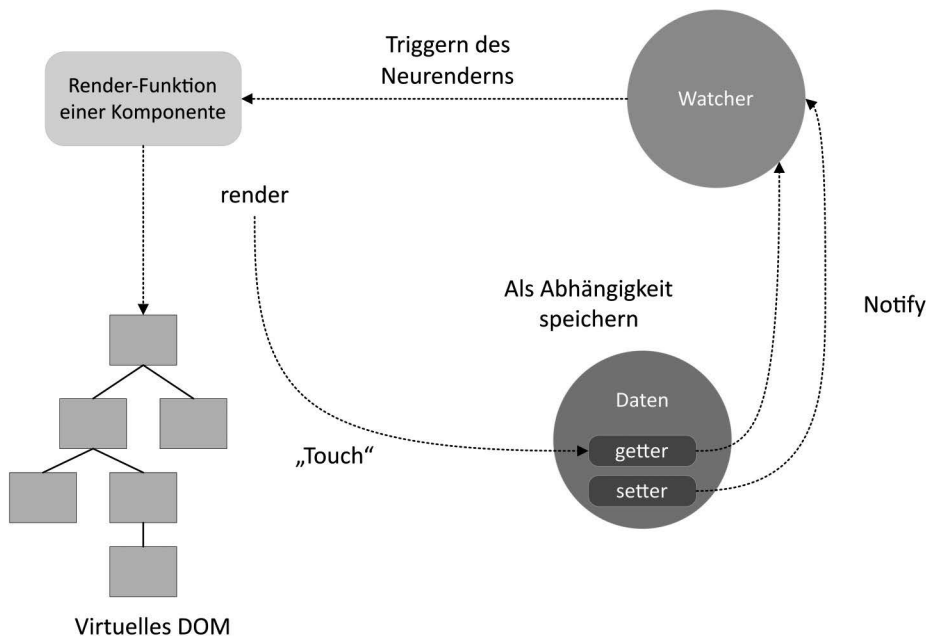 Triggern des
Neurenderns
Render-Funktion
einer Komponente
Watcher
render
Als Abhängigkeit
speichern
Notify
Daten
getter
„Touch“
setter
Virtuelles DOM